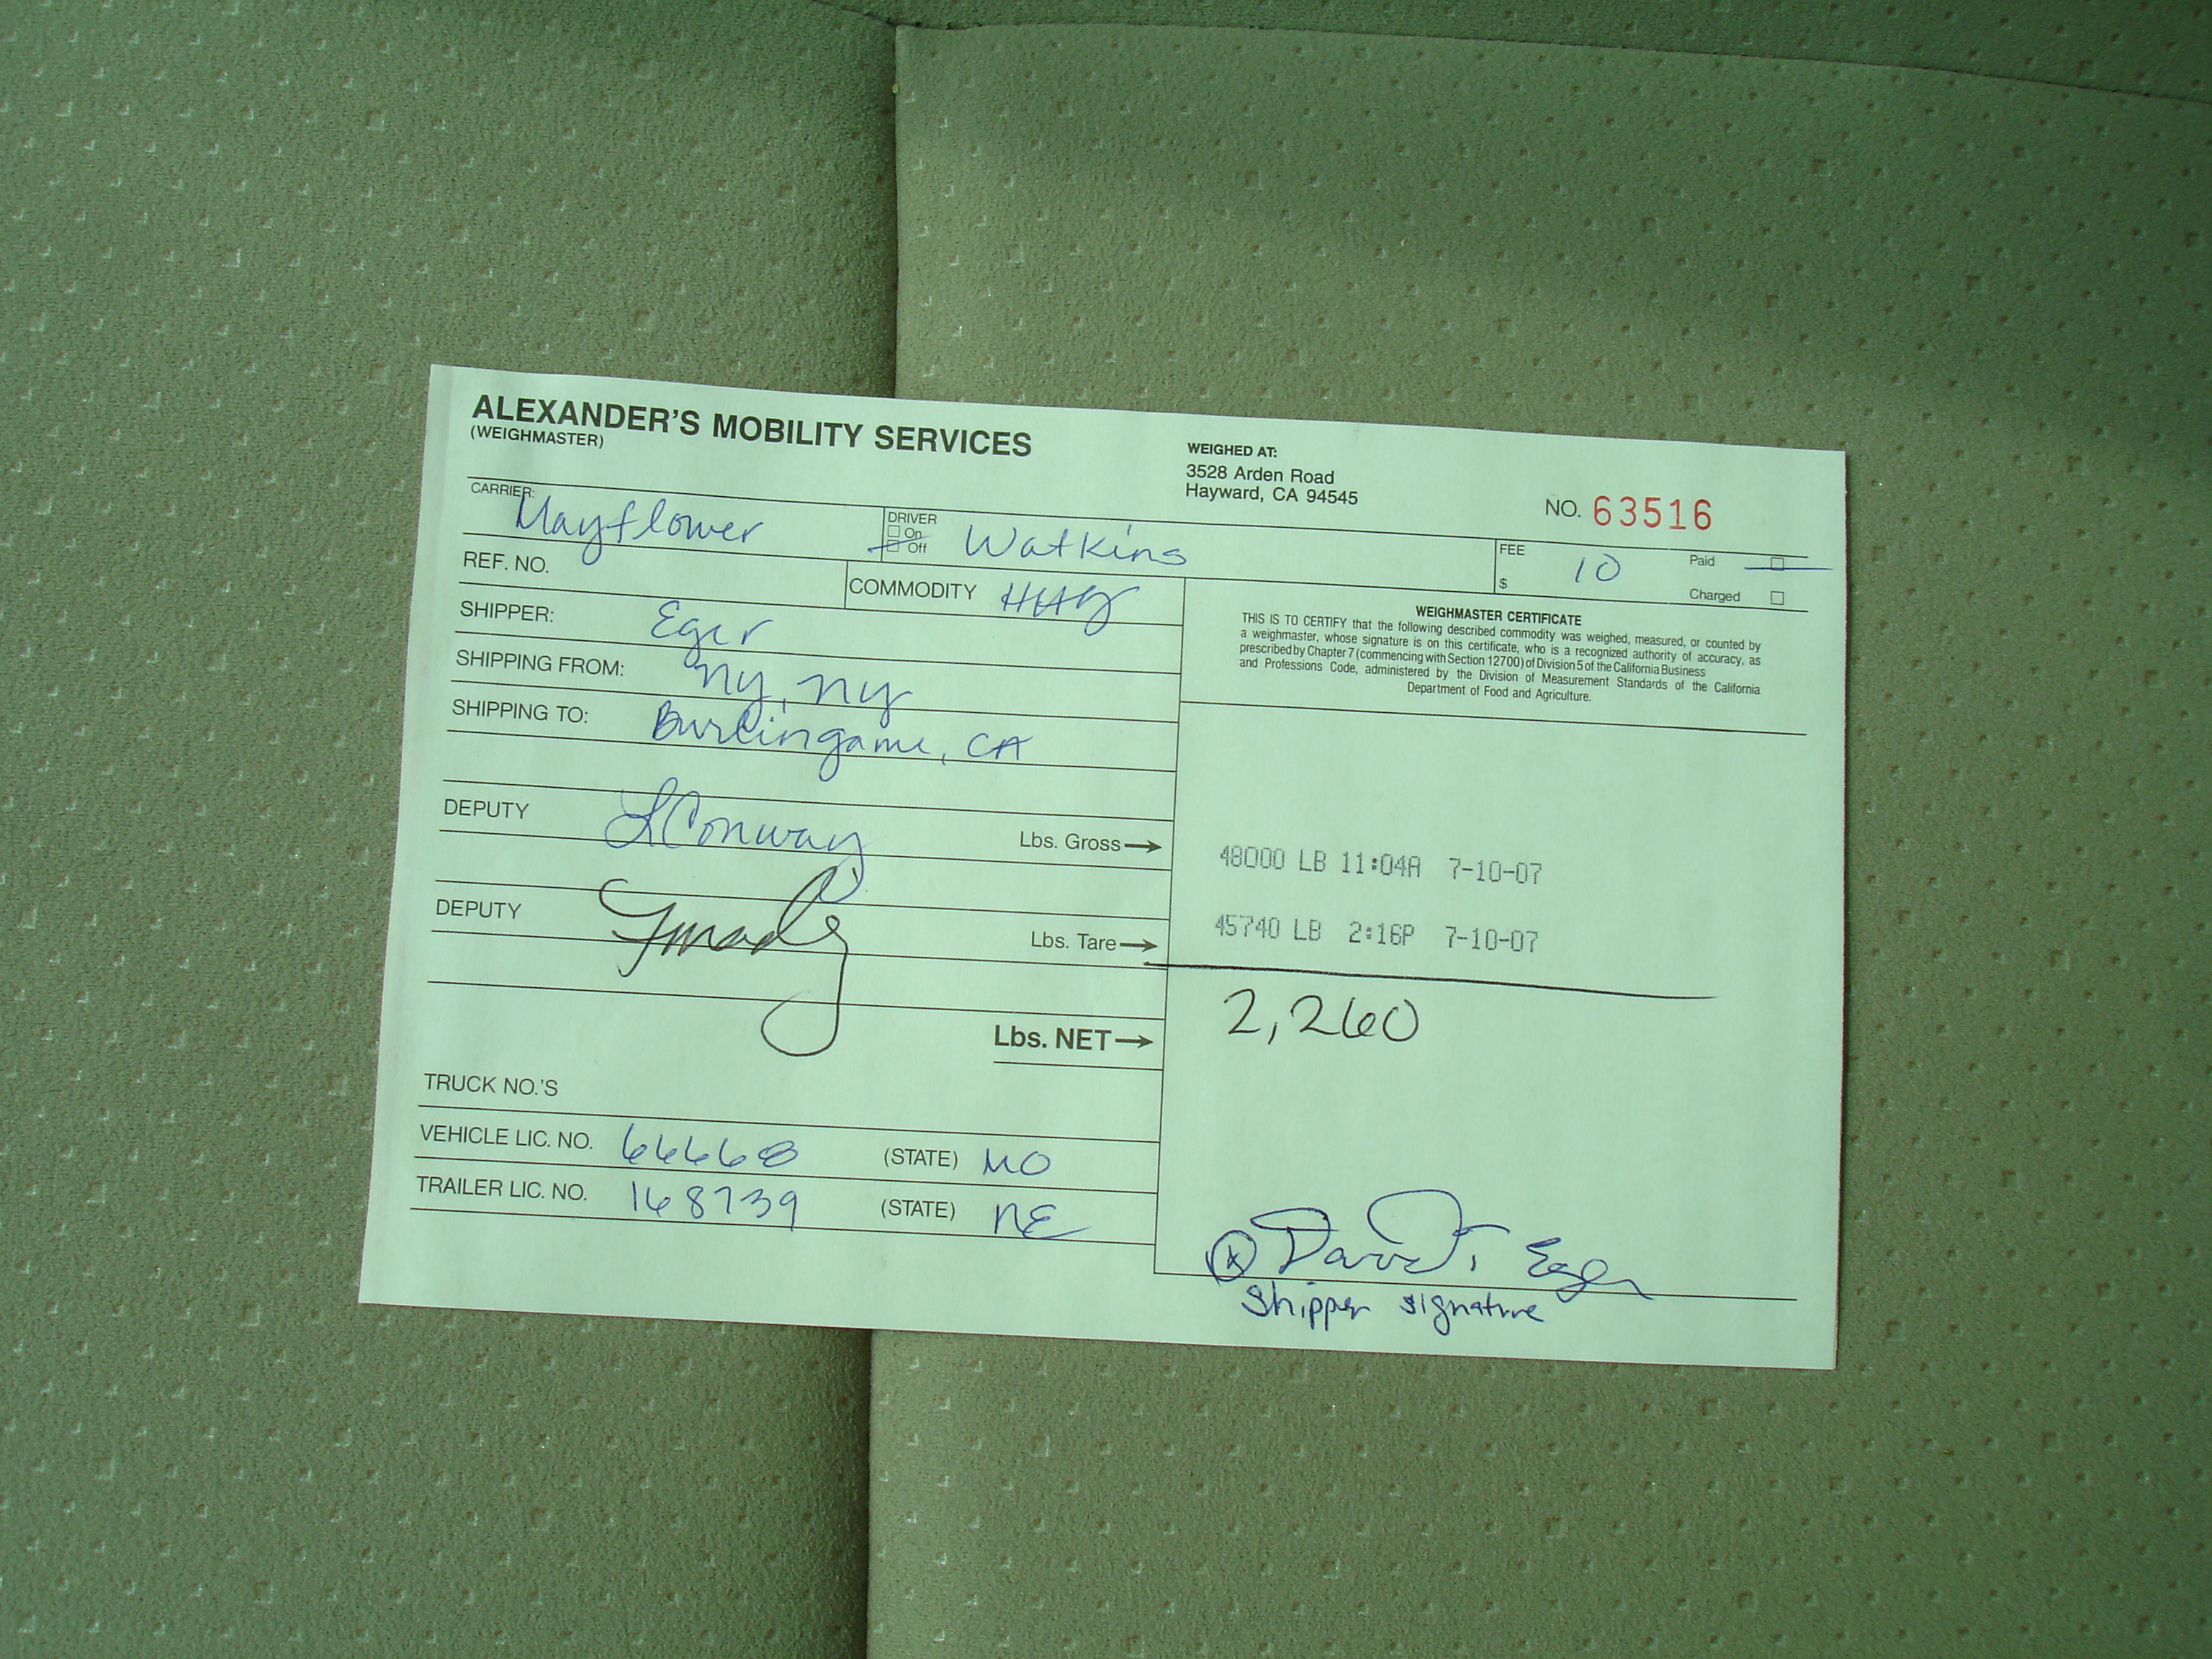 ALEXANDER'S MOBILITY SERVICES
(WEIGHMASTER)
WEIGHED AT:
3528 Arden Road
Hayward, CA 94545
NO. 63516
CARRIER: Mayflower
DRIVER
On
Off
Watkins
FEE
$ 10
Paid
Charged
REF. NO.
COMMODITY HHG
SHIPPER: Eger
SHIPPING FROM: NY, NY
SHIPPING TO: Burlingame, CA
WEIGHMASTER CERTIFICATE
THIS IS TO CERTIFY that the following described commodity was weighed, measured, or counted by
a weighmaster, whose signature is on this certificate, who is a recognized authority of accuracy, as
prescribed by Chapter 7 (commencing with Section 12700) of Division 5 of the California Business
and Professions Code, administered by the Division of Measurement Standards of the California
Department of Food and Agriculture.
DEPUTY L Conway
Lbs. Gross→ 48000 LB 11:04A 7-10-07
DEPUTY
Lbs. Tare→ 45740 LB 2:16P 7-10-07
Lbs. NET→ 2,260
TRUCK NO.'S
VEHICLE LIC. NO. 66668 (STATE) MO
TRAILER LIC. NO. 168739 (STATE) NE
X David T. Eger
Shipper signature